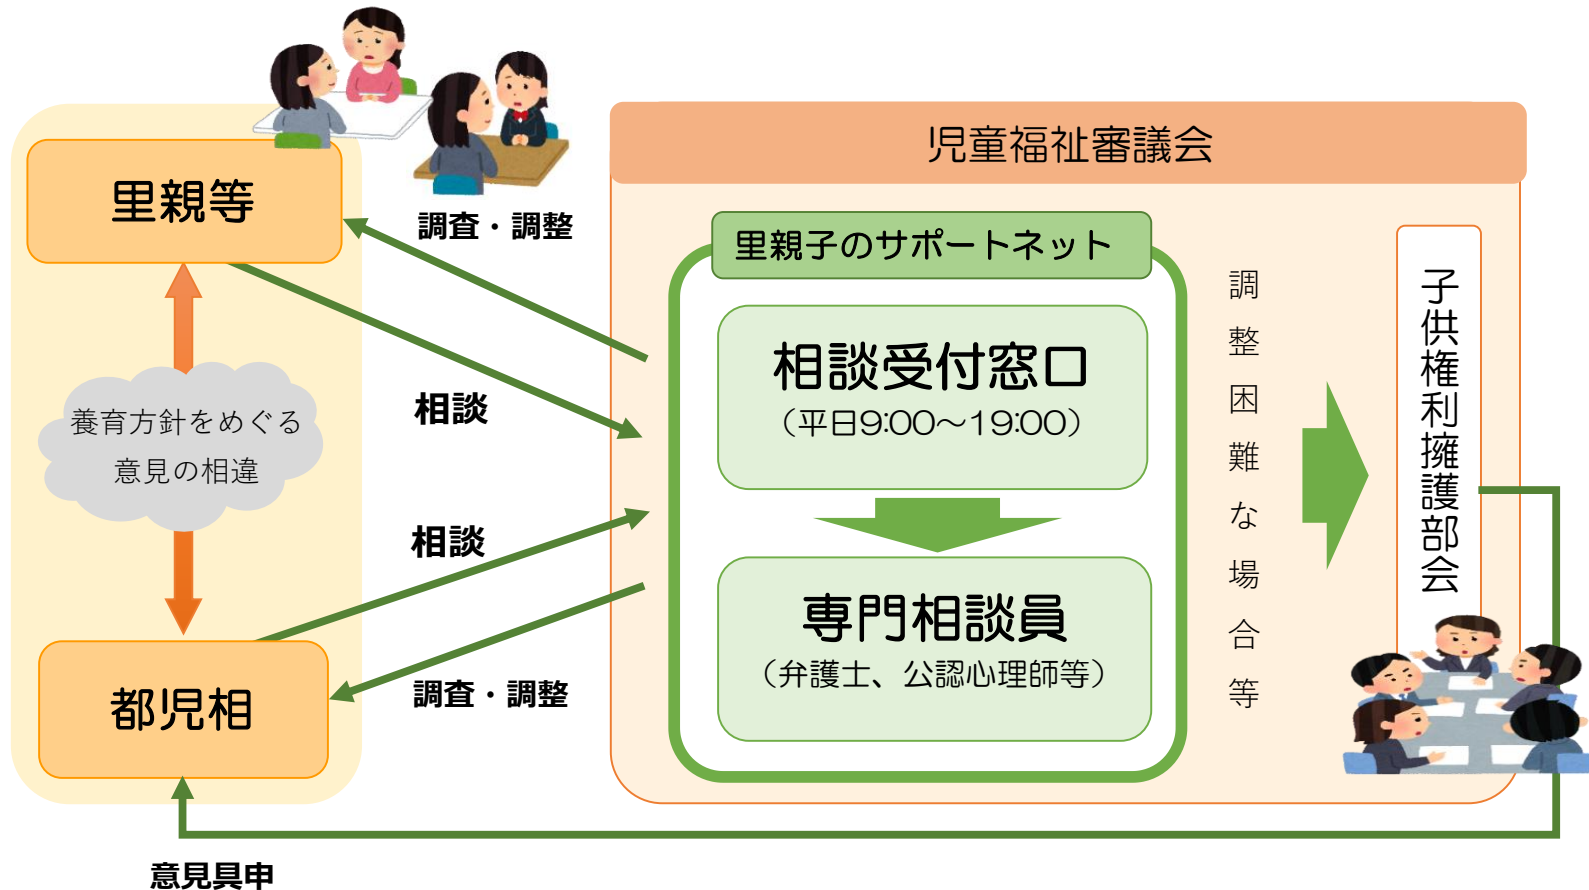 児童福祉審議会
里親等
調査・調整
里親子のサポートネット
相談受付窓口
（平日9:00～19:00）
相談
養育方針をめぐる
意見の相違
相談
専門相談員
（弁護士、公認心理師等）
都児相
調査・調整
調整困難な場合等
子供権利擁護部会
意見具申